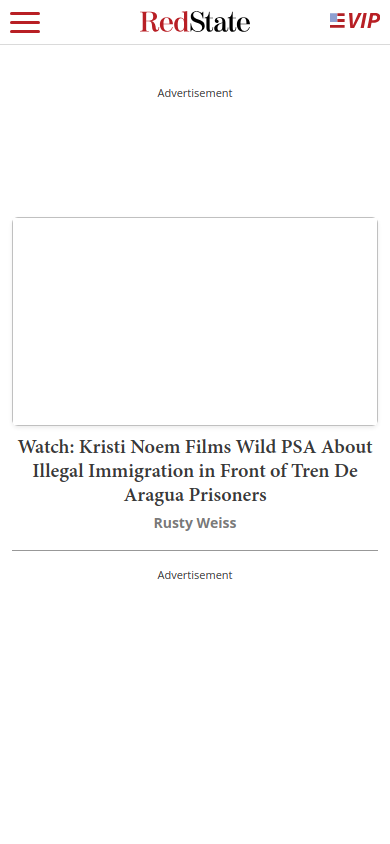 RedState
VIP
Advertisement
Watch: Kristi Noem Films Wild PSA About
Illegal Immigration in Front of Tren De
Aragua Prisoners
Rusty Weiss
Advertisement